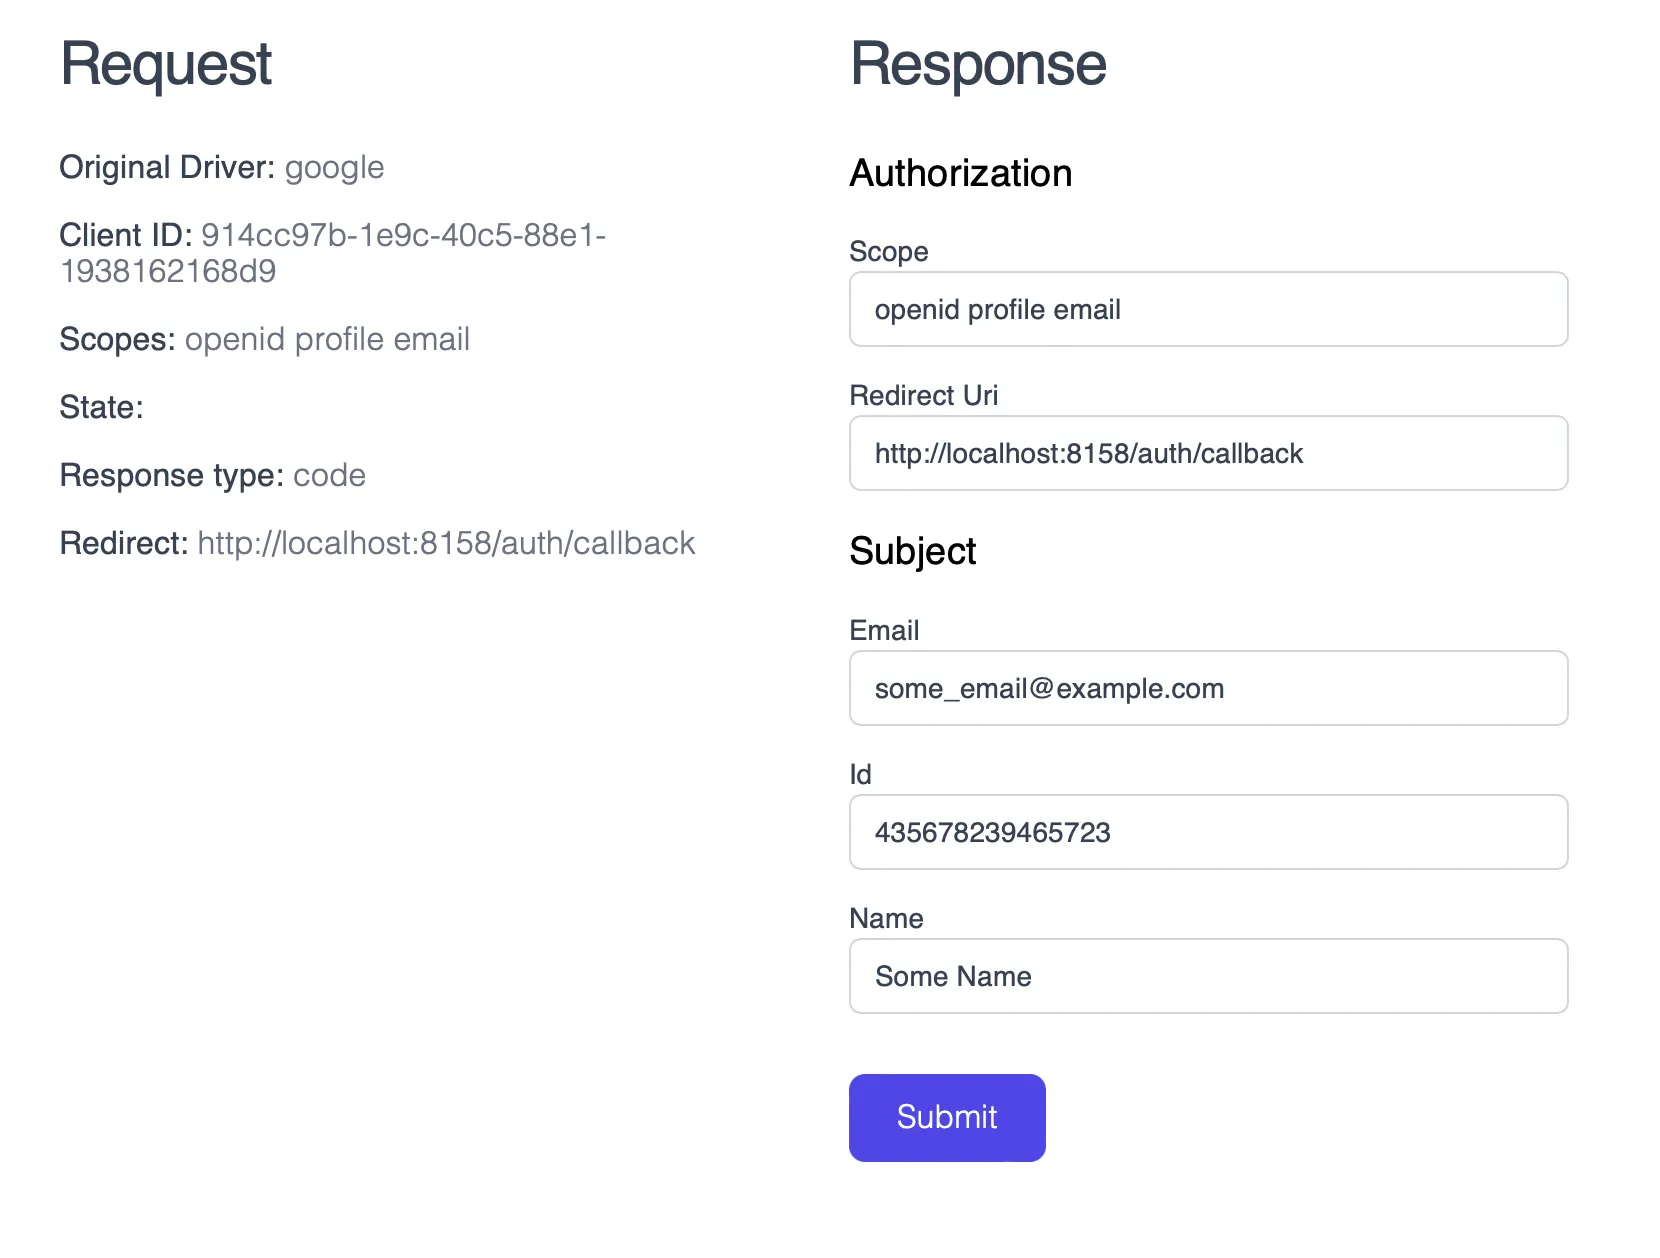 Request
Original Driver: google
Client ID: 914cc97b-1e9c-40c5-88e1-
1938162168d9
Scopes: openid profile email
State:
Response type: code
Redirect: http://localhost:8158/auth/callback
Response
Authorization
Scope
openid profile email
Redirect Uri
http://localhost:8158/auth/callback
Subject
Email
some_email@example.com
Id
435678239465723
Name
Some Name
Submit